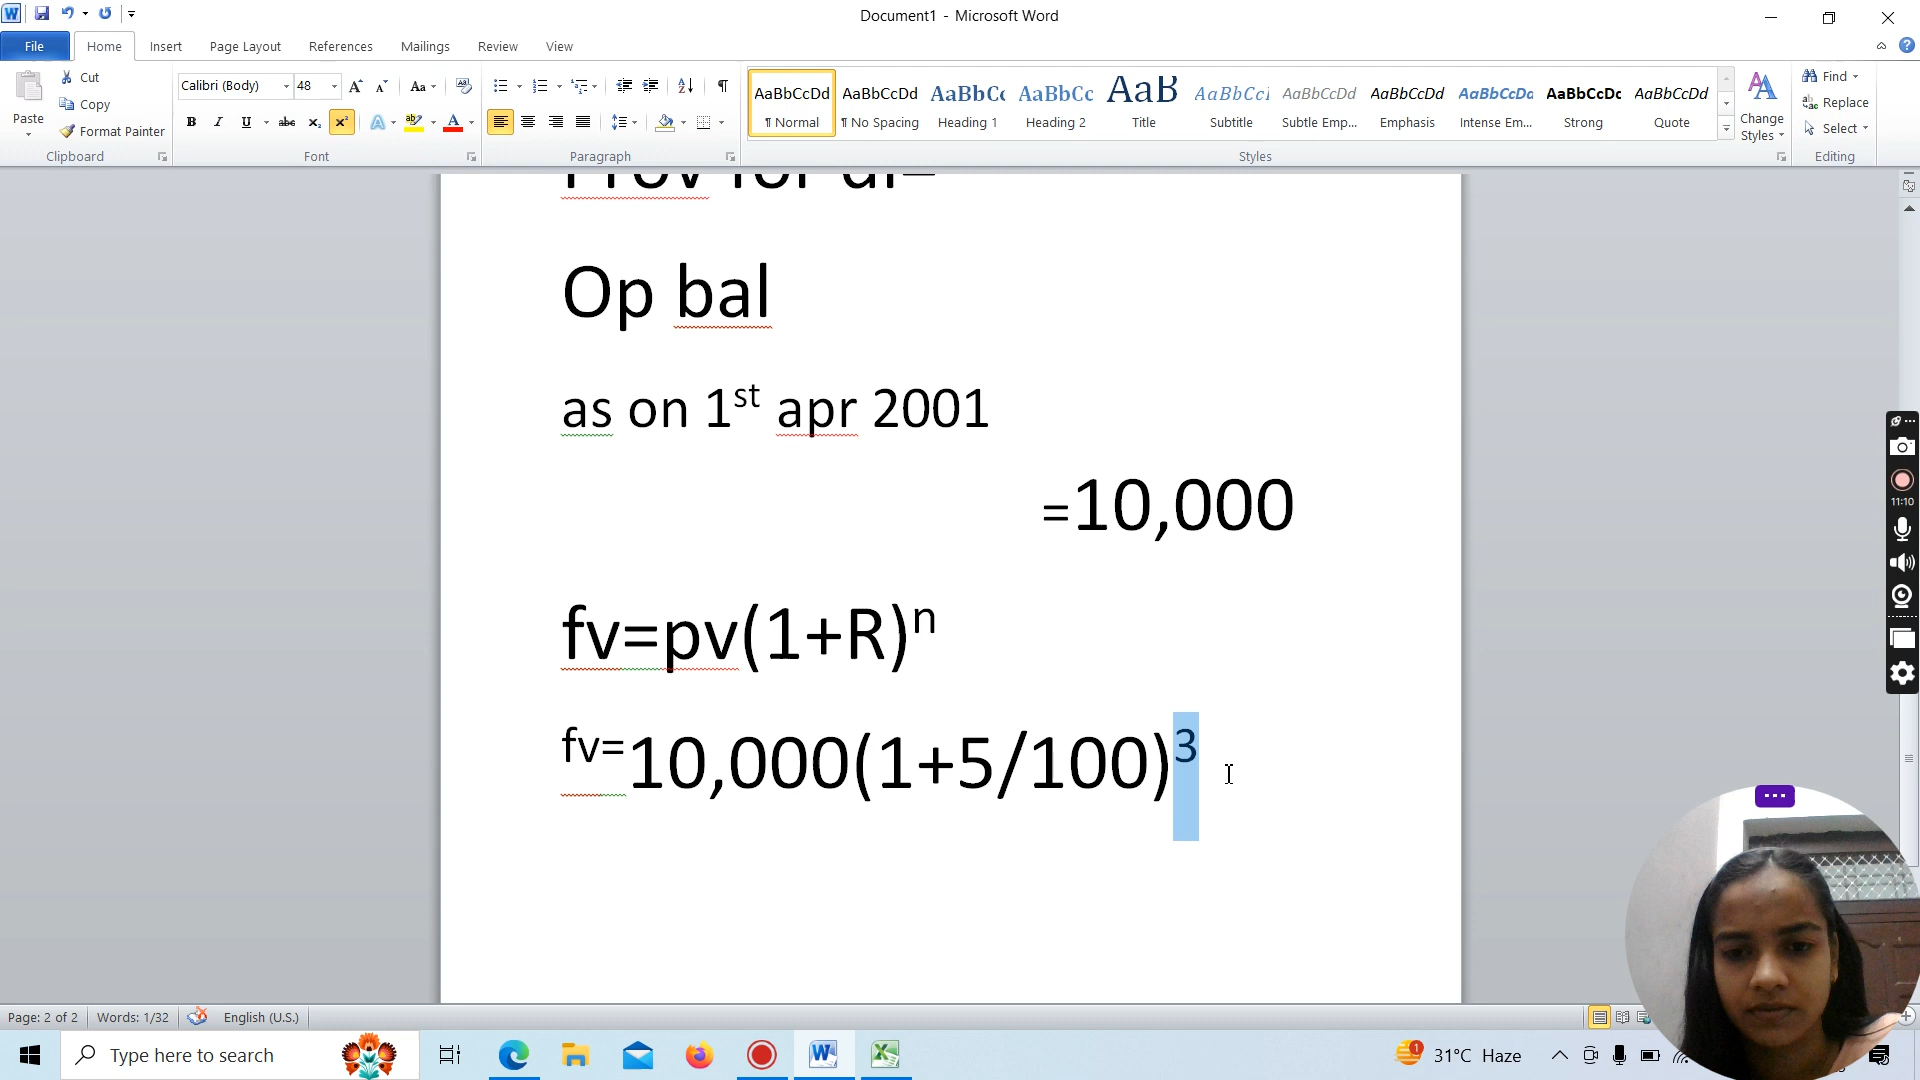 Document1 - Microsoft Word
File Home Insert Page Layout References Mailings Review View
Paste
Cut
Copy
Format Painter
Clipboard
Calibri (Body) 48
Font
Paragraph
AaBbCcDd AaBbCcDd AaBbCc AaBbCc AaB AaBbCcI AaBbCcDd AaBbCcDd AaBbCcDd AaBbCcDc AaBbCcDd
¶ Normal ¶ No Spacing Heading 1 Heading 2 Title Subtitle Subtle Emp... Emphasis Intense Em... Strong Quote
Styles
Change Styles
Find
Replace
Select
Editing
Op bal
as on 1st apr 2001
=10,000
fv=pv(1+R)n
fv=10,000(1+5/100)3
11:10
Page: 2 of 2 Words: 1/32 English (U.S.)
Type here to search
31°C Haze